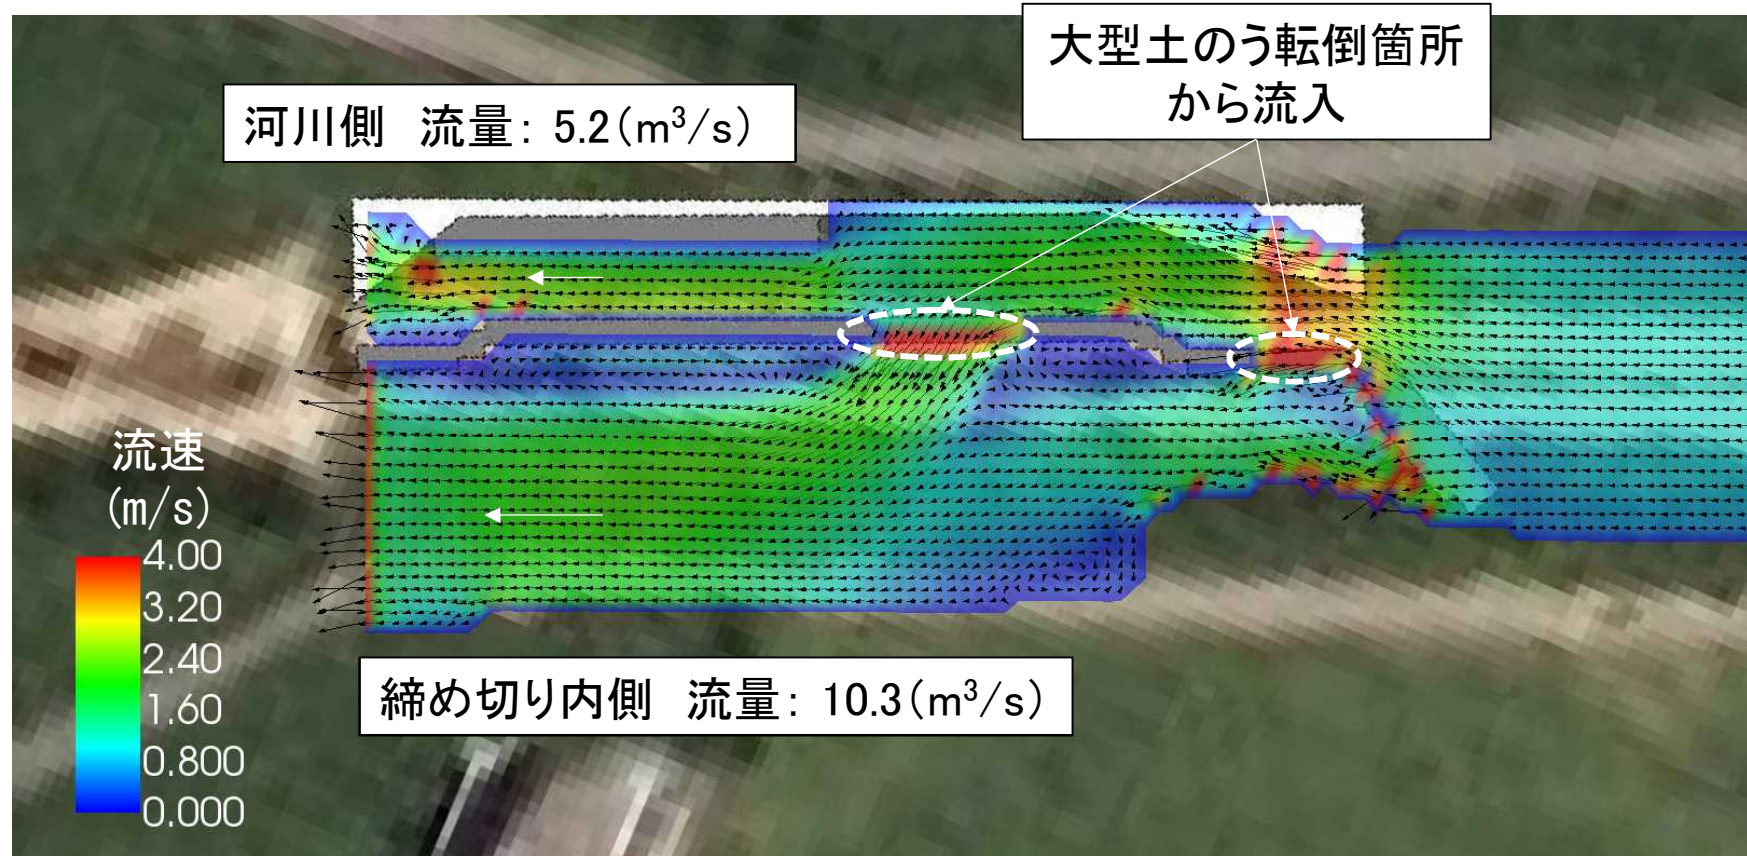 大型土のう転倒箇所
から流入
河川側　流量： 5.2(m³/s)
流速
(m/s)
4.00
3.20
2.40
1.60
0.800
0.000
締め切り内側　流量： 10.3(m³/s)